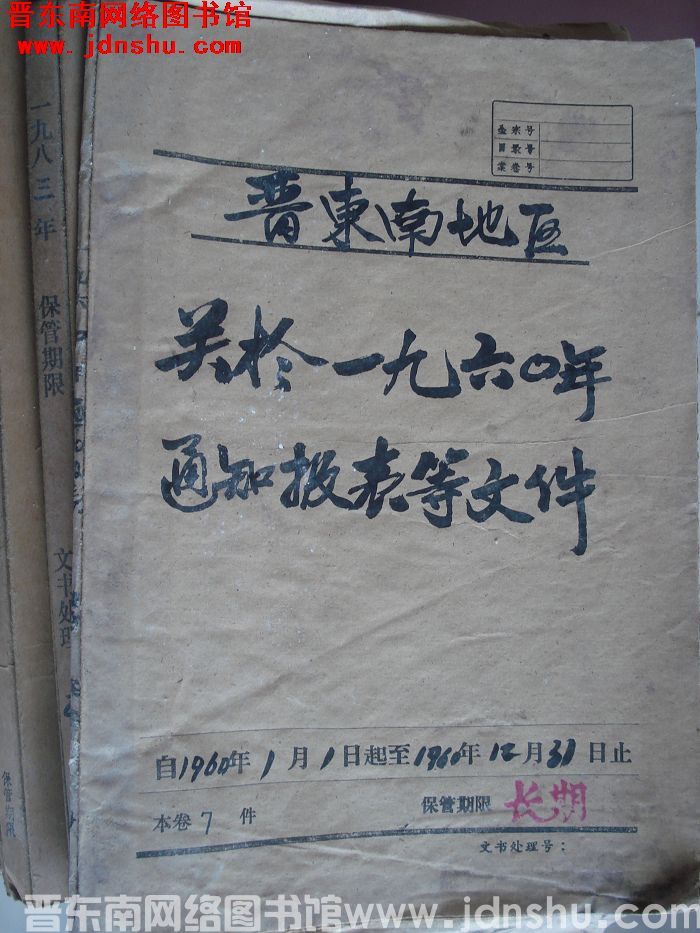 晋东南网络图书馆
www.jdnshu.com
全宗号
目录号
案卷号
晋東南地区
关於一九六〇年
通知报表等文件
自1960年1月1日起至1960年12月31日止
本卷7件
保管期限 长期
文书处理号:
一九八三年
保管期限
文书处理
保管期限
晋东南网络图书馆www.jdnshu.com